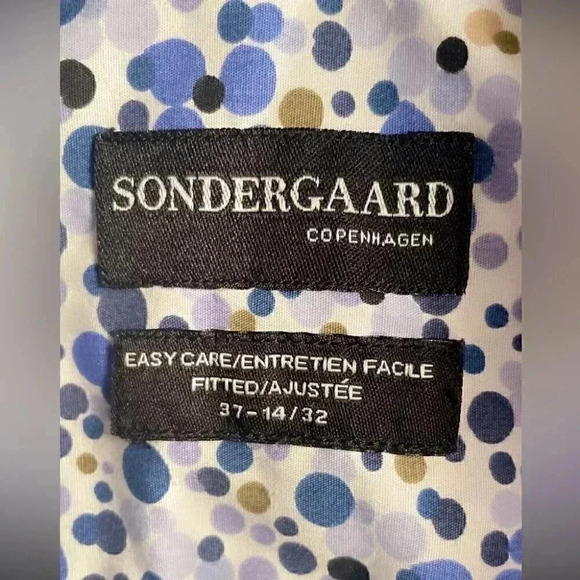 SONDERGAARD
COPENHAGEN
EASY CARE/ENTRETIEN FACILE
FITTED/AJUSTÉE
37-14/32